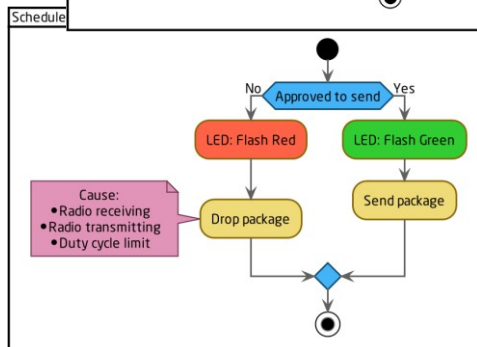 Schedule
No
Approved to send
Yes
LED: Flash Red
LED: Flash Green
Cause:
•Radio receiving
•Radio transmitting
•Duty cycle limit
Drop package
Send package